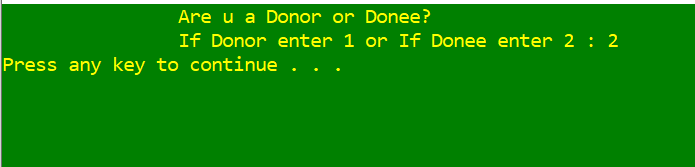 Are u a Donor or Donee?
If Donor enter 1 or If Donee enter 2 : 2
Press any key to continue . . .